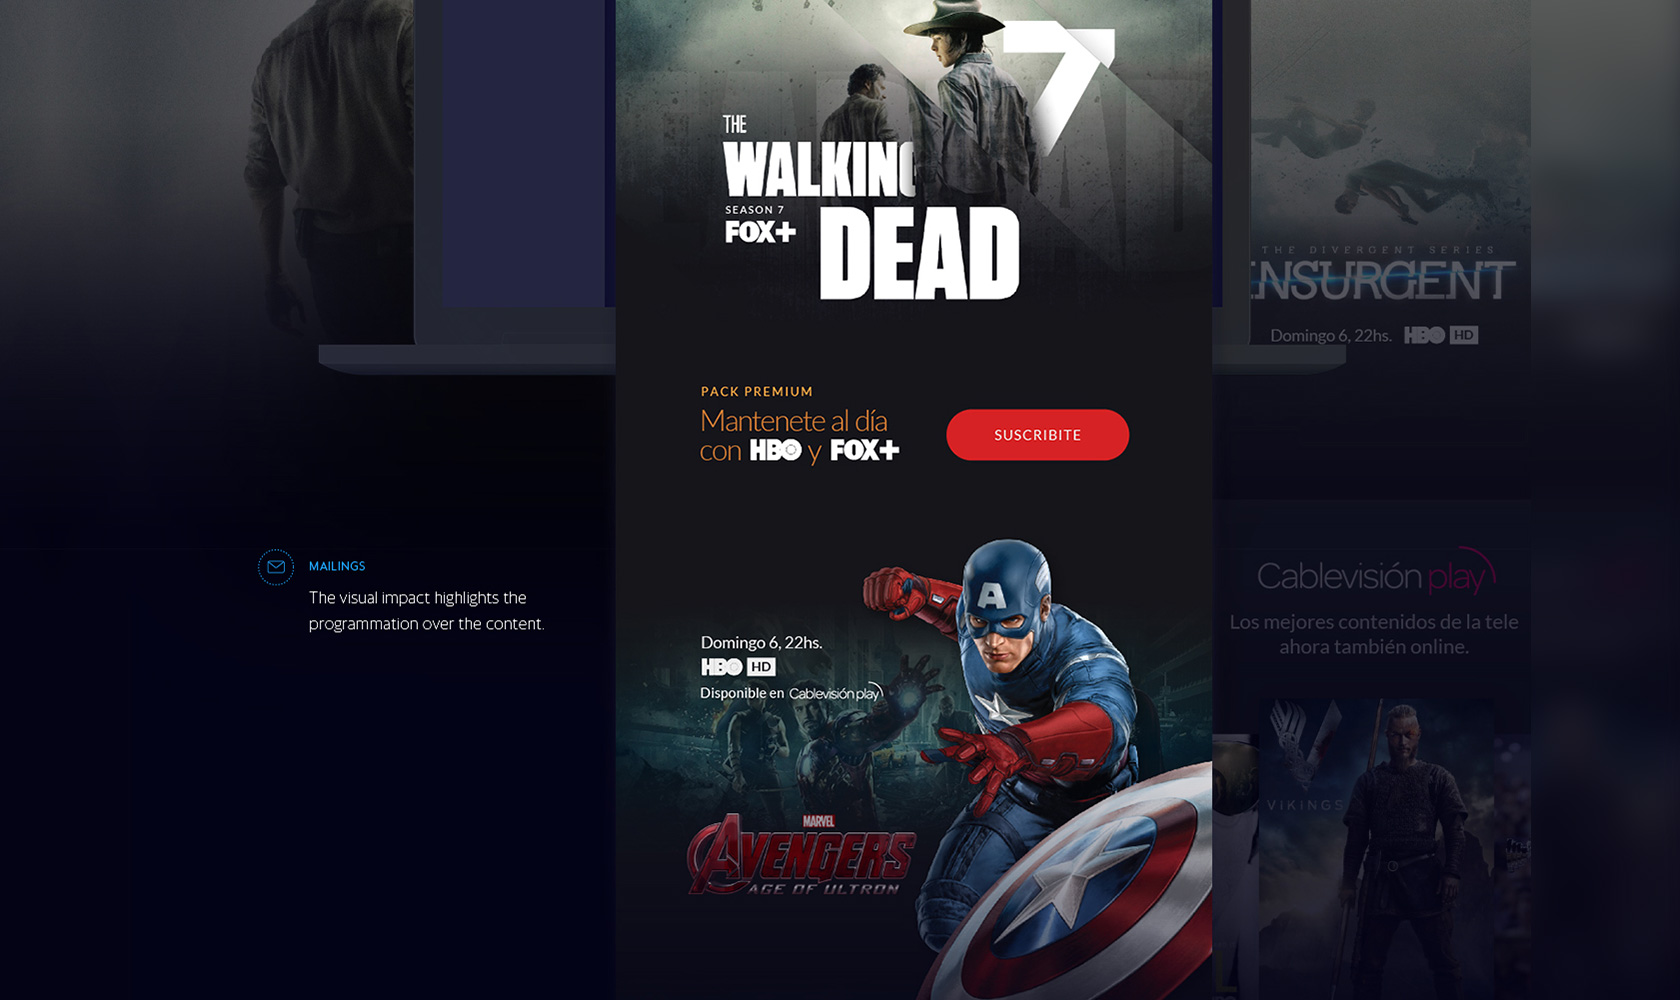 7
THE
WALKING
SEASON 7
FOX+
DEAD
THE DIVERGENT SERIES
INSURGENT
Domingo 6, 22hs. HBO HD
PACK PREMIUM
Mantenete al día
con HBO y FOX+
SUSCRIBITE
MAILINGS
The visual impact highlights the
programmation over the content.
A
Domingo 6, 22hs.
HBO HD
Disponible en Cablevisión play
MARVEL
AVENGERS
AGE OF ULTRON
Cablevisión play
Los mejores contenidos de la tele
ahora también online.
VIKINGS